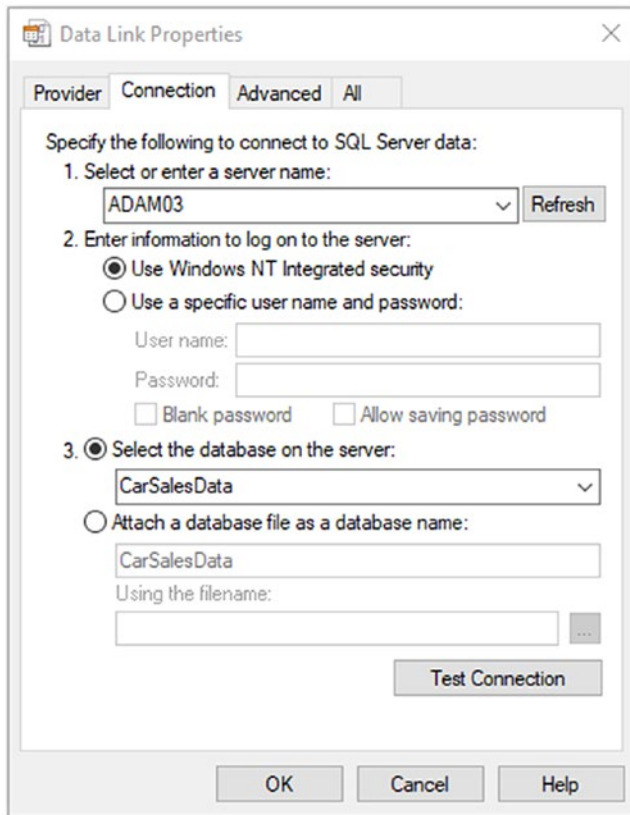 Data Link Properties
Provider Connection Advanced All
Specify the following to connect to SQL Server data:
1. Select or enter a server name:
ADAM03 Refresh
2. Enter information to log on to the server:
Use Windows NT Integrated security
Use a specific user name and password:
User name:
Password:
Blank password Allow saving password
3. Select the database on the server:
CarSalesData
Attach a database file as a database name:
CarSalesData
Using the filename:
...
Test Connection
OK Cancel Help